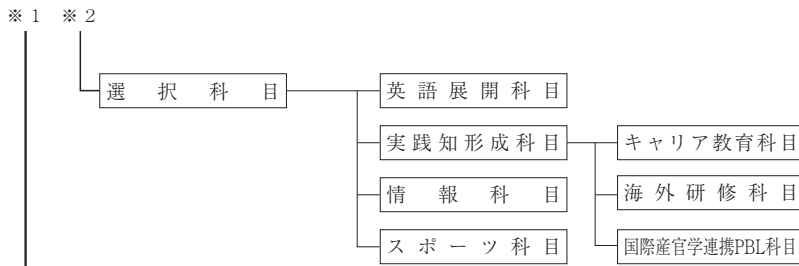 ※１ ※２
選択科目
英語展開科目
実践知形成科目
キャリア教育科目
情報科目
海外研修科目
スポーツ科目
国際産官学連携PBL科目